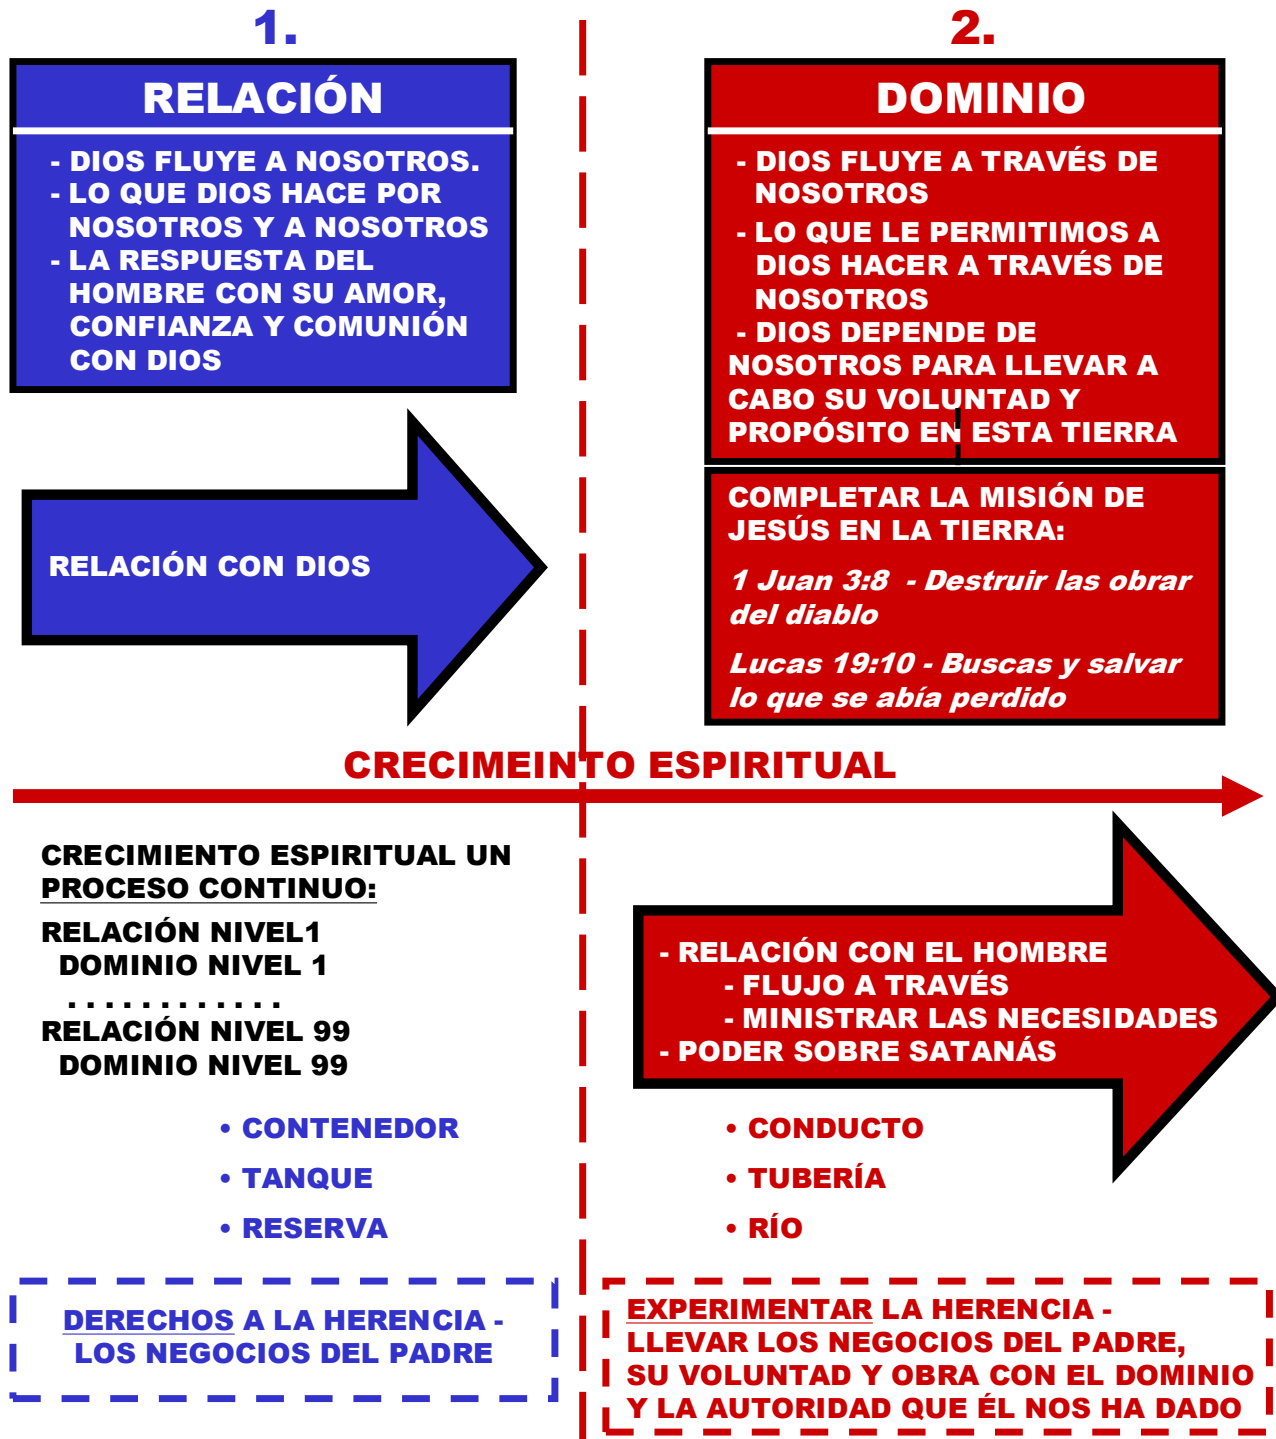 1.
RELACIÓN
- DIOS FLUYE A NOSOTROS.
- LO QUE DIOS HACE POR
NOSOTROS Y A NOSOTROS
- LA RESPUESTA DEL
HOMBRE CON SU AMOR,
CONFIANZA Y COMUNIÓN
CON DIOS
RELACIÓN CON DIOS
2.
DOMINIO
- DIOS FLUYE A TRAVÉS DE
NOSOTROS
- LO QUE LE PERMITIMOS A
DIOS HACER A TRAVÉS DE
NOSOTROS
- DIOS DEPENDE DE
NOSOTROS PARA LLEVAR A
CABO SU VOLUNTAD Y
PROPÓSITO EN ESTA TIERRA
COMPLETAR LA MISIÓN DE
JESÚS EN LA TIERRA:
1 Juan 3:8 - Destruir las obrar
del diablo
Lucas 19:10 - Buscas y salvar
lo que se abía perdido
CRECIMEINTO ESPIRITUAL
CRECIMIENTO ESPIRITUAL UN
PROCESO CONTINUO:
RELACIÓN NIVEL1
DOMINIO NIVEL 1
. . . . . . . . . . . .
RELACIÓN NIVEL 99
DOMINIO NIVEL 99
• CONTENEDOR
• TANQUE
• RESERVA
DERECHOS A LA HERENCIA -
LOS NEGOCIOS DEL PADRE
- RELACIÓN CON EL HOMBRE
- FLUJO A TRAVÉS
- MINISTRAR LAS NECESIDADES
- PODER SOBRE SATANÁS
• CONDUCTO
• TUBERÍA
• RÍO
EXPERIMENTAR LA HERENCIA -
LLEVAR LOS NEGOCIOS DEL PADRE,
SU VOLUNTAD Y OBRA CON EL DOMINIO
Y LA AUTORIDAD QUE ÉL NOS HA DADO